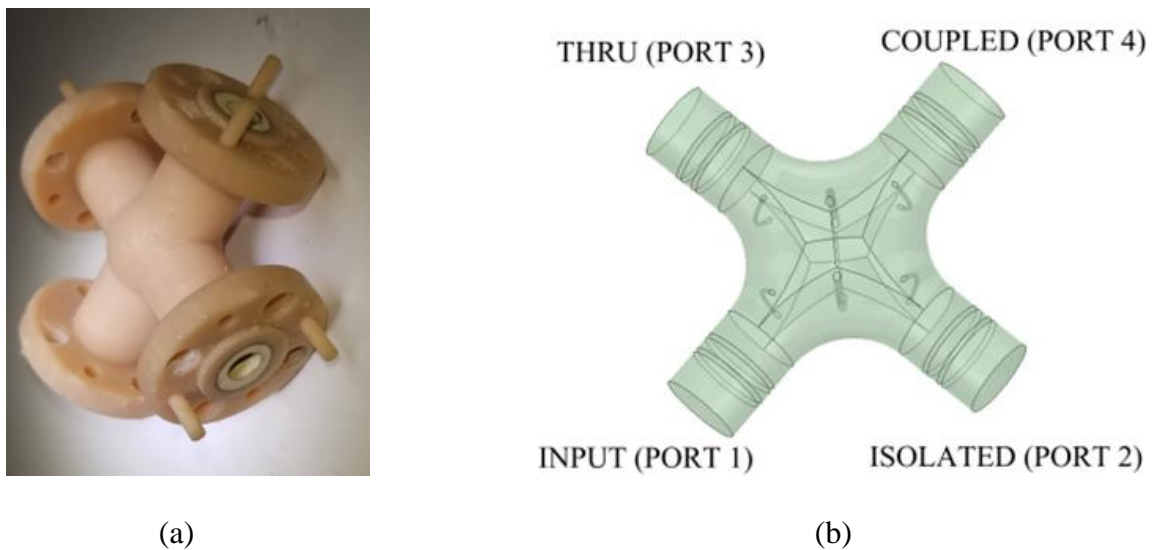 THRU (PORT 3)
COUPLED (PORT 4)
INPUT (PORT 1)
ISOLATED (PORT 2)
(a)
(b)